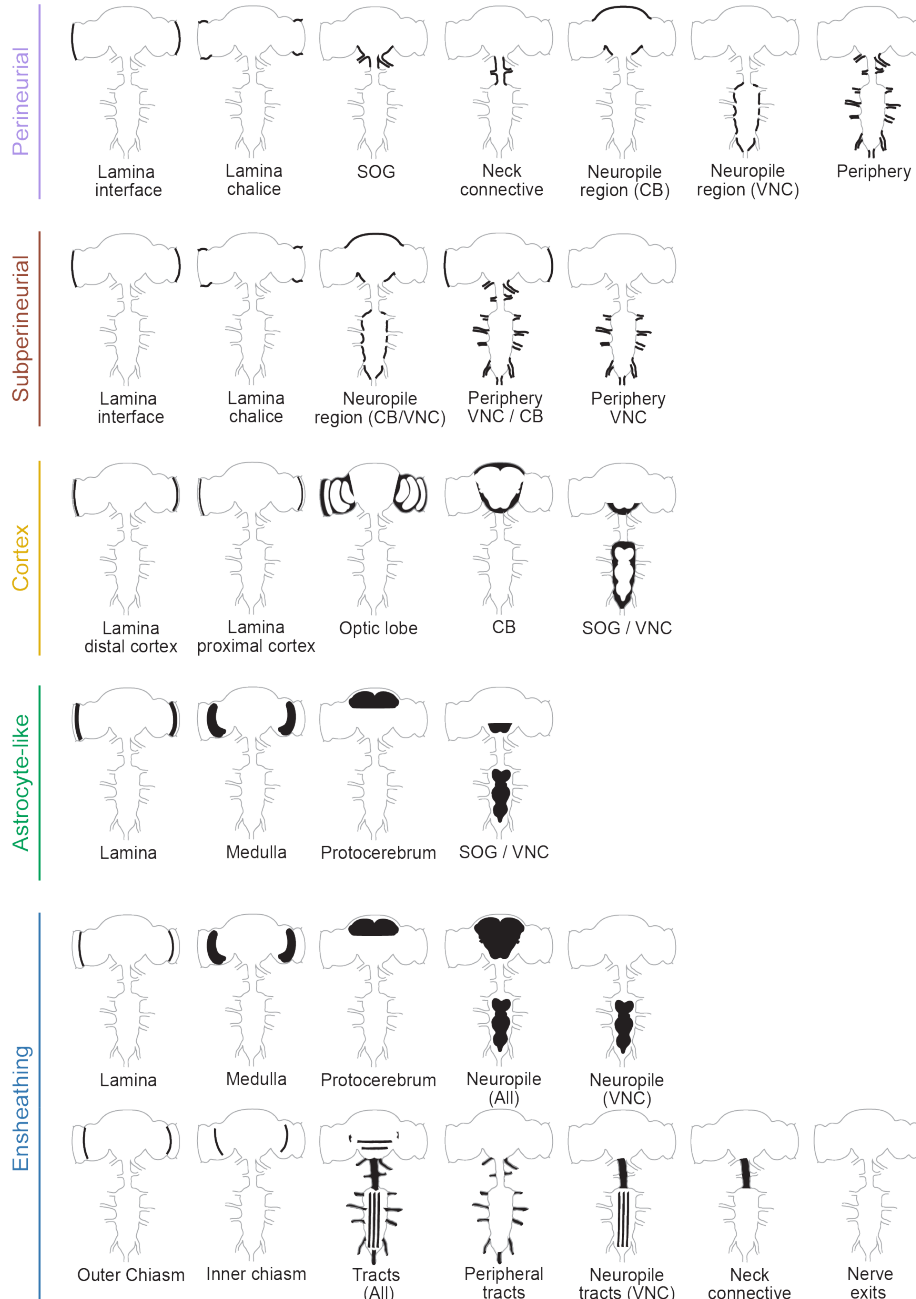 Perineurial
Lamina
interface
Lamina
chalice
SOG
Neck
connective
Neuropile
region (CB)
Neuropile
region (VNC)
Periphery
Subperineurial
Lamina
interface
Lamina
chalice
Neuropile
region (CB/VNC)
Periphery
VNC / CB
Periphery
VNC
Cortex
Lamina
distal cortex
Lamina
proximal cortex
Optic lobe
CB
SOG / VNC
Astrocyte-like
Lamina
Medulla
Protocerebrum
SOG / VNC
Ensheathing
Lamina
Medulla
Protocerebrum
Neuropile
(All)
Neuropile
(VNC)
Outer Chiasm
Inner chiasm
Tracts
(All)
Peripheral
tracts
Neuropile
tracts (VNC)
Neck
connective
Nerve
exits